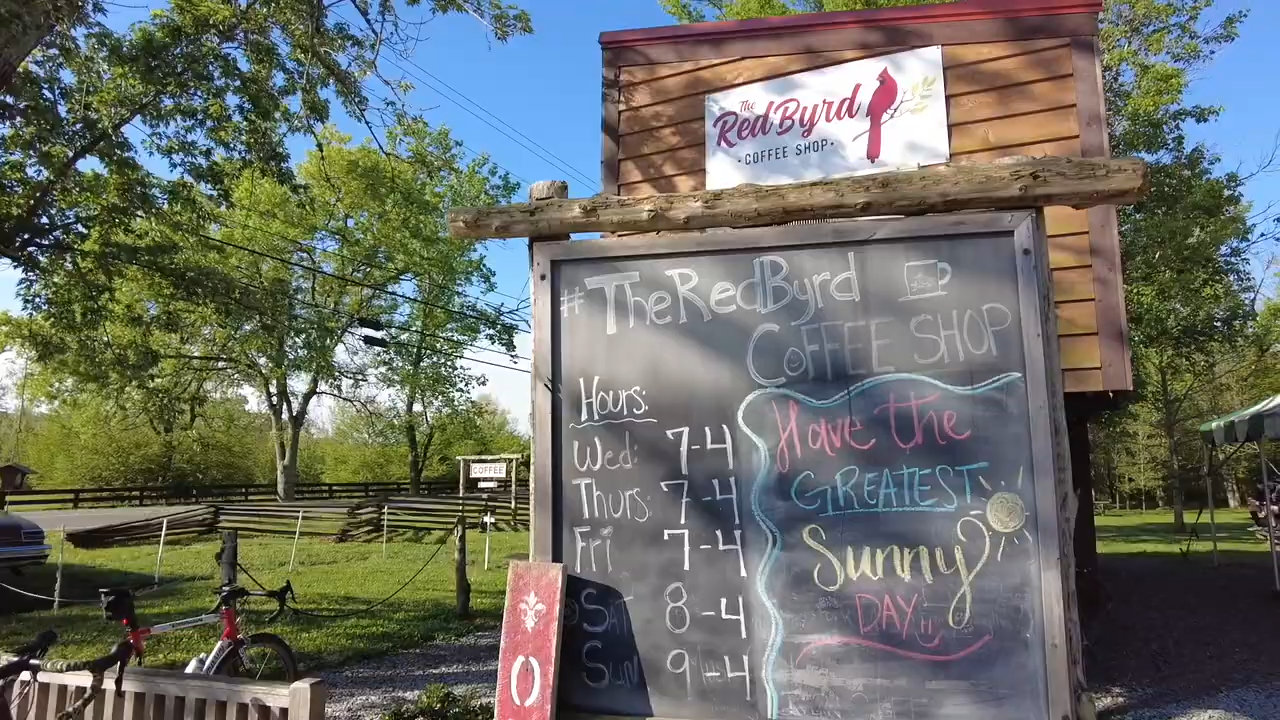 The
RedByrd
• COFFEE SHOP •
# TheRedByrd
COFFEE SHOP
Hours:
Wed: 7-4
Thurs: 7-4
Fri 7-4
Sat 8-4
Sun 9-4
Have the
GREATEST
Sunny
DAY
COFFEE
O